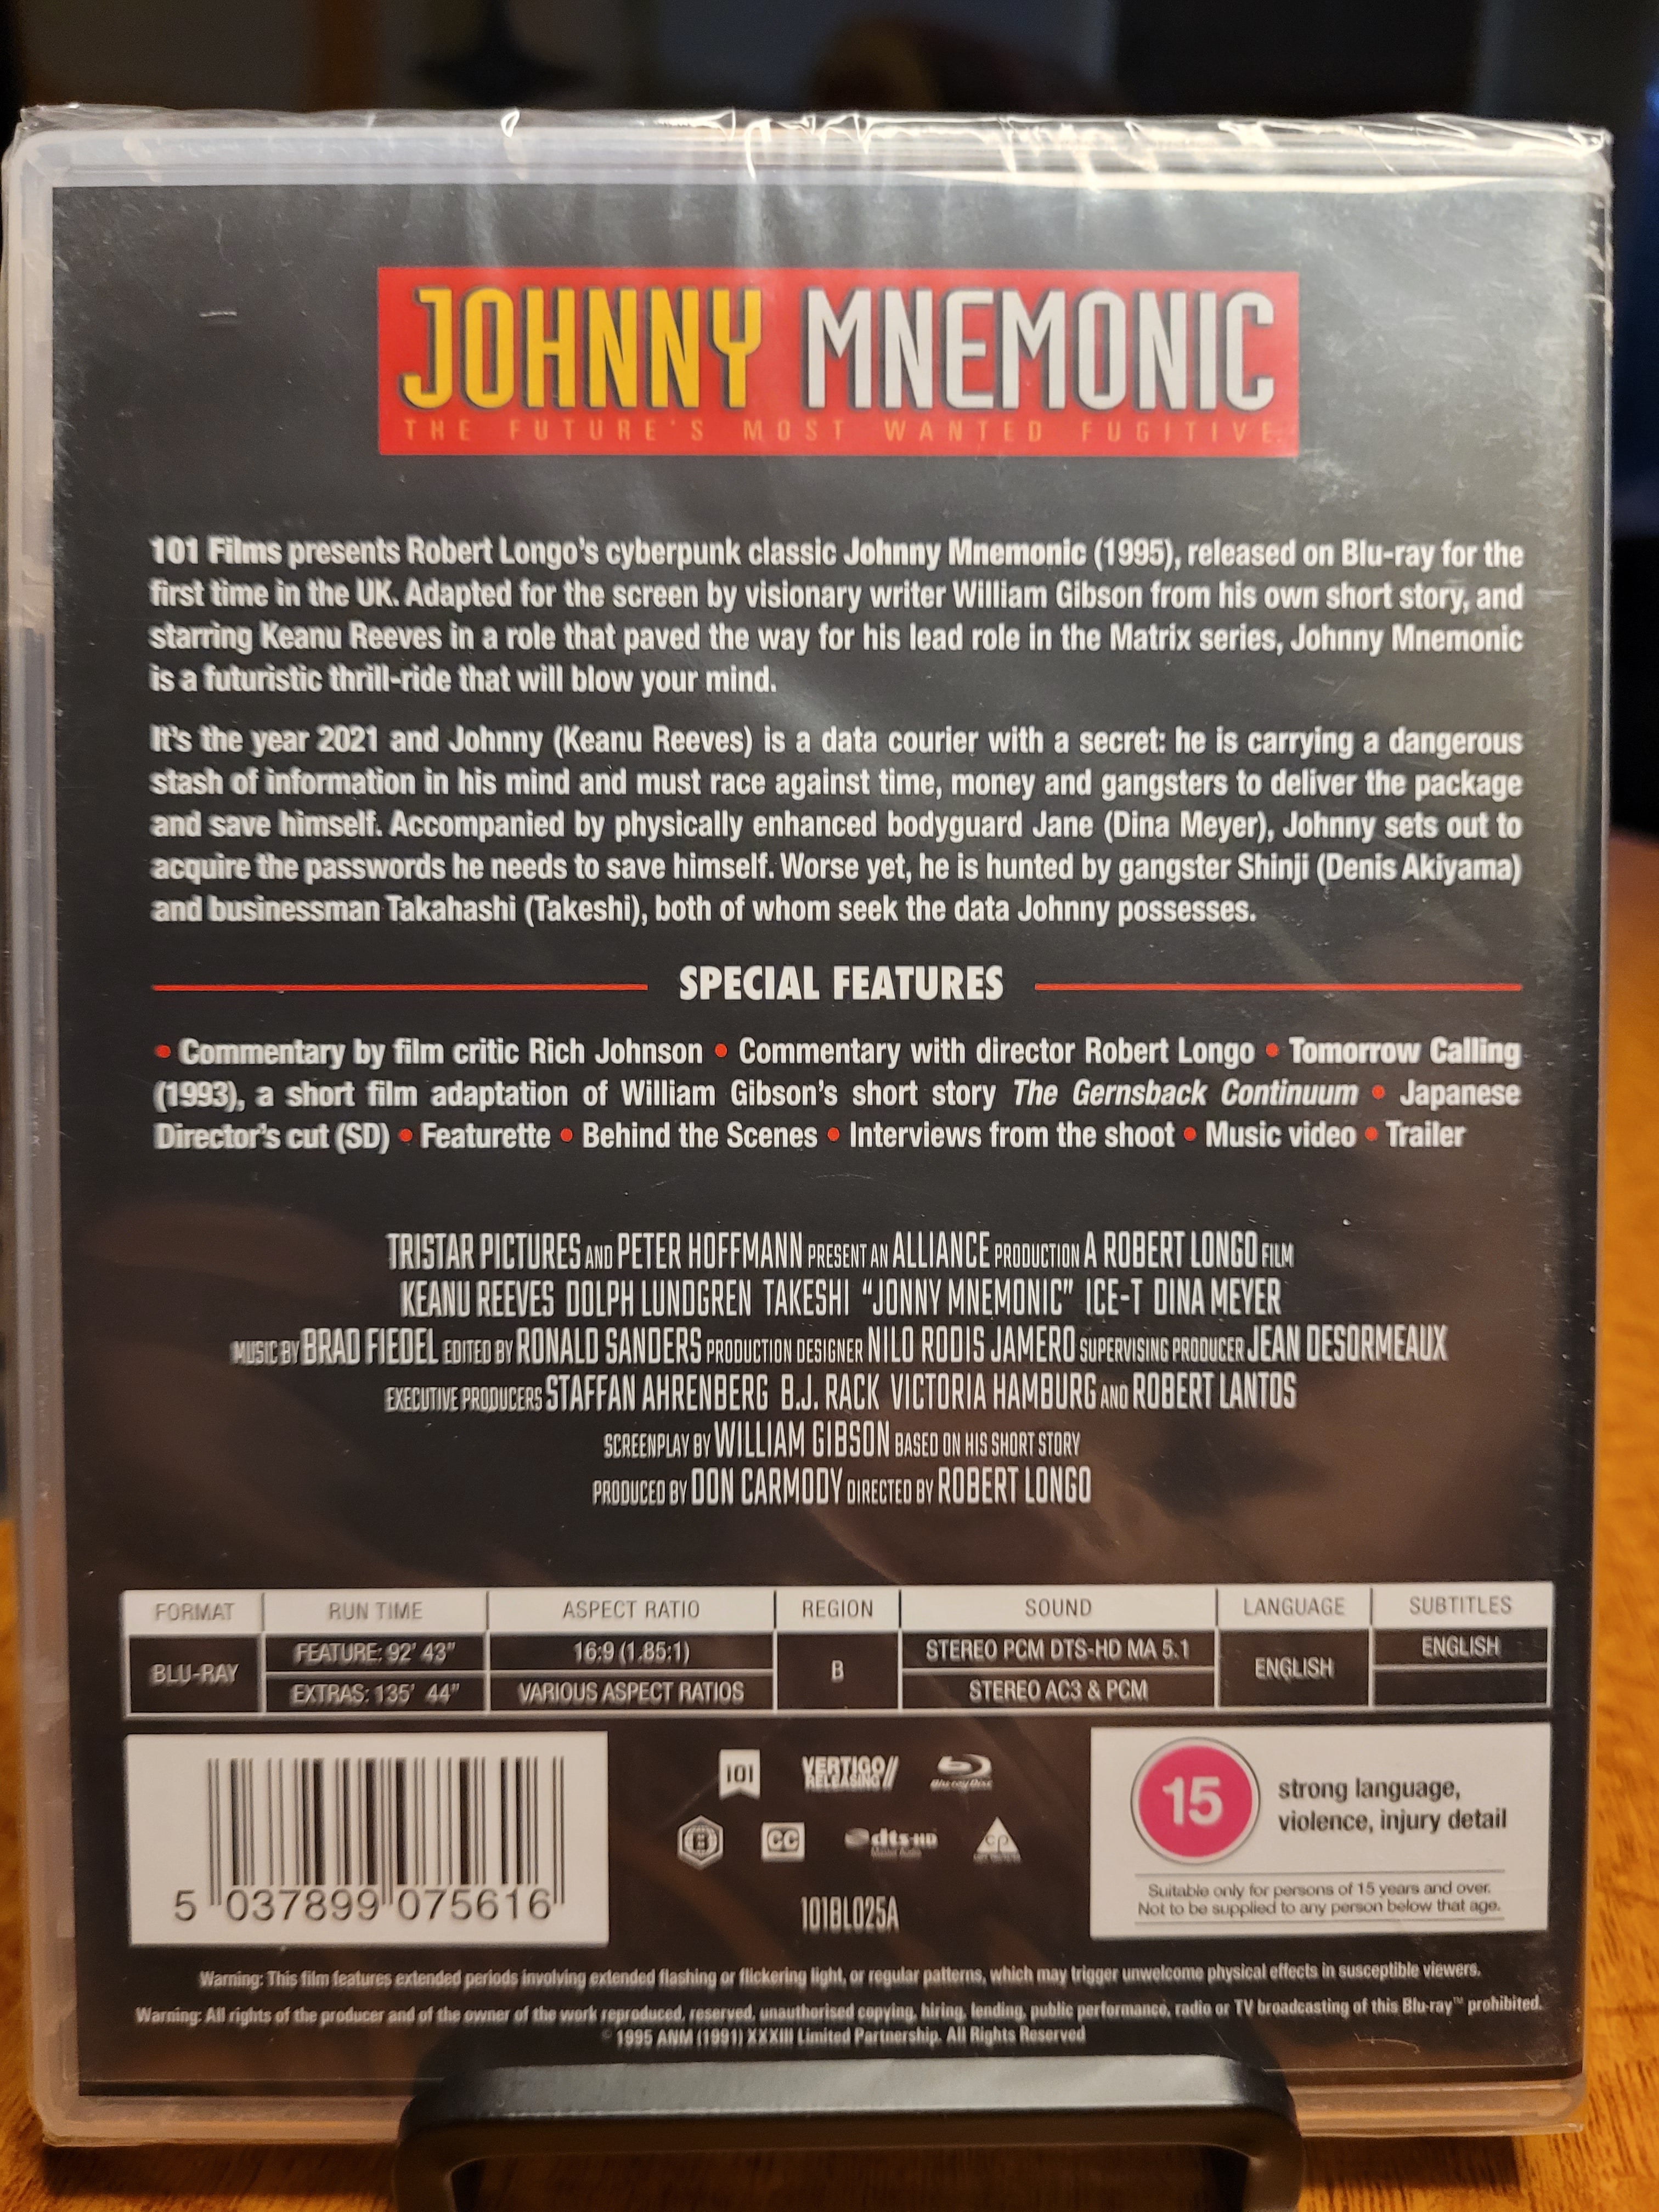 JOHNNY MNEMONIC
THE FUTURE'S MOST WANTED FUGITIVE
101 Films presents Robert Longo's cyberpunk classic Johnny Mnemonic (1995), released on Blu-ray for the
first time in the UK. Adapted for the screen by visionary writer William Gibson from his own short story, and
starring Keanu Reeves in a role that paved the way for his lead role in the Matrix series, Johnny Mnemonic
is a futuristic thrill-ride that will blow your mind.
It's the year 2021 and Johnny (Keanu Reeves) is a data courier with a secret: he is carrying a dangerous
stash of information in his mind and must race against time, money and gangsters to deliver the package
and save himself. Accompanied by physically enhanced bodyguard Jane (Dina Meyer), Johnny sets out to
acquire the passwords he needs to save himself. Worse yet, he is hunted by gangster Shinji (Denis Akiyama)
and businessman Takahashi (Takeshi), both of whom seek the data Johnny possesses.
SPECIAL FEATURES
• Commentary by film critic Rich Johnson • Commentary with director Robert Longo • Tomorrow Calling
(1993), a short film adaptation of William Gibson's short story The Gernsback Continuum • Japanese
Director's cut (SD) • Featurette • Behind the Scenes • Interviews from the shoot • Music video • Trailer
TRISTAR PICTURES AND PETER HOFFMANN PRESENT AN ALLIANCE PRODUCTION A ROBERT LONGO FILM
KEANU REEVES DOLPH LUNDGREN TAKESHI "JONNY MNEMONIC" ICE-T DINA MEYER
MUSIC BY BRAD FIEDEL EDITED BY RONALD SANDERS PRODUCTION DESIGNER NILO RODIS JAMERO SUPERVISING PRODUCER JEAN DESORMEAUX
EXECUTIVE PRODUCERS STAFFAN AHRENBERG B.J. RACK VICTORIA HAMBURG AND ROBERT LANTOS
SCREENPLAY BY WILLIAM GIBSON BASED ON HIS SHORT STORY
PRODUCED BY DON CARMODY DIRECTED BY ROBERT LONGO
FORMAT RUN TIME ASPECT RATIO REGION SOUND LANGUAGE SUBTITLES
BLU-RAY FEATURE: 92' 43" 16:9 (1.85:1) B STEREO PCM DTS-HD MA 5.1 ENGLISH ENGLISH
EXTRAS: 135' 44" VARIOUS ASPECT RATIOS STEREO AC3 & PCM
5 037899 075616
101 VERTIGO RELEASING Blu-ray Disc
B CC dts-HD Master Audio cp
101BL025A
15 strong language,
violence, injury detail
Suitable only for persons of 15 years and over.
Not to be supplied to any person below that age.
Warning: This film features extended periods involving extended flashing or flickering light, or regular patterns, which may trigger unwelcome physical effects in susceptible viewers.
Warning: All rights of the producer and of the owner of the work reproduced, reserved, unauthorised copying, hiring, lending, public performance, radio or TV broadcasting of this Blu-ray™ prohibited.
© 1995 ANM (1991) XXXIII Limited Partnership. All Rights Reserved